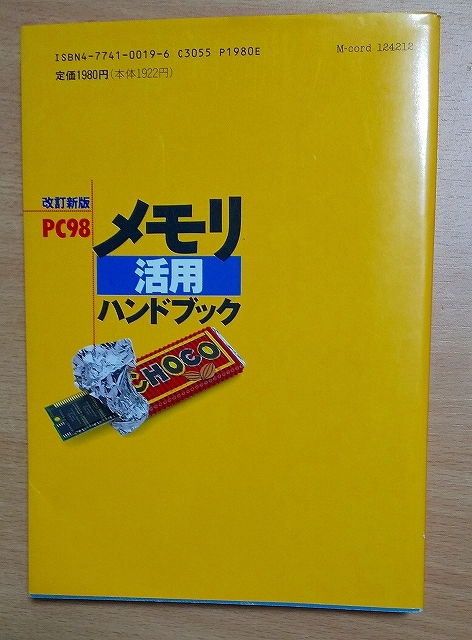 ISBN4-7741-0019-6 C3055 P1980E
M-cord 124212
定価1980円(本体1922円)
改訂新版
PC98
メモリ
活用
ハンドブック
CHOCO